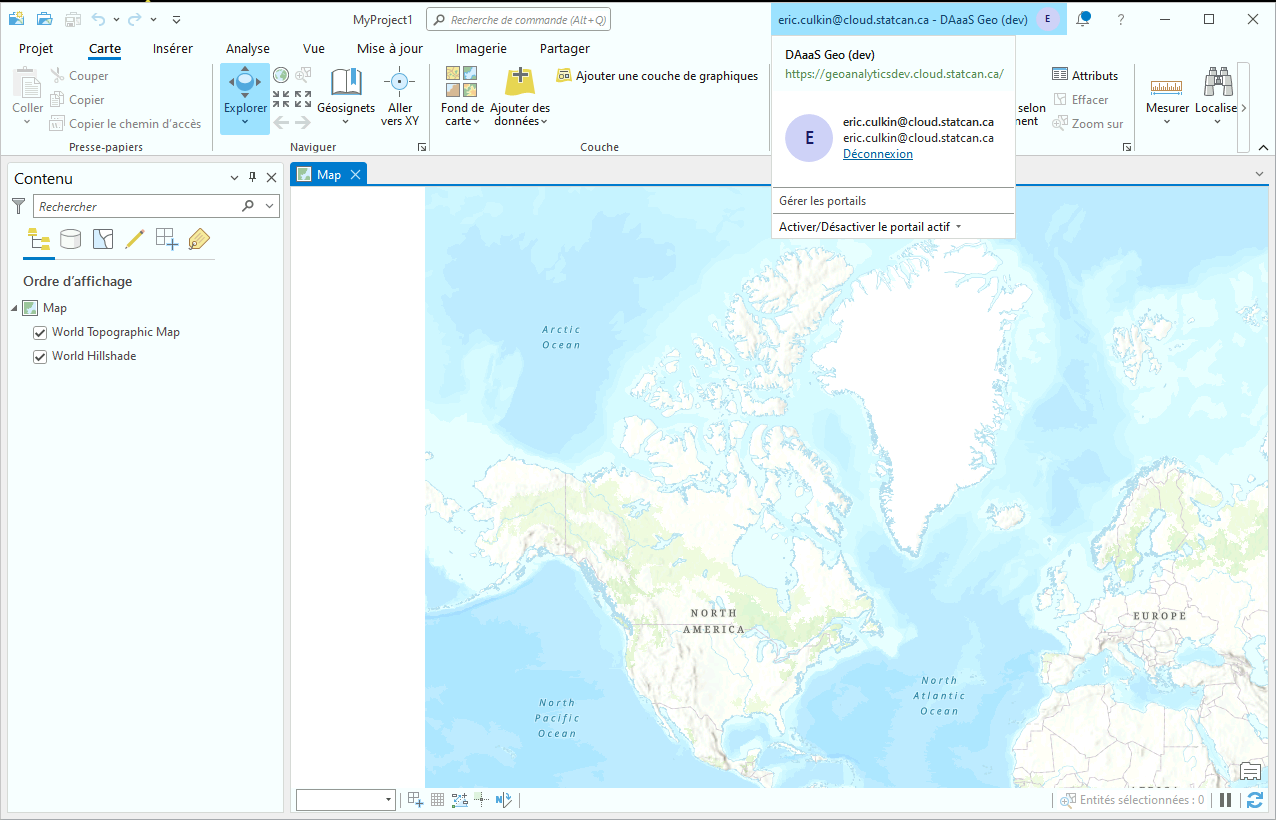 MyProject1
Recherche de commande (Alt+Q)
eric.culkin@cloud.statcan.ca - DAaaS Geo (dev)
E
?
Projet
Carte
Insérer
Analyse
Vue
Mise à jour
Imagerie
Partager
DAaaS Geo (dev)
https://geoanalyticsdev.cloud.statcan.ca/
E
eric.culkin@cloud.statcan.ca
eric.culkin@cloud.statcan.ca
Déconnexion
Gérer les portails
Activer/Désactiver le portail actif
Coller
Couper
Copier
Copier le chemin d'accès
Presse-papiers
Explorer
Géosignets
Aller
vers XY
Naviguer
Fond de
carte
Ajouter des
données
Ajouter une couche de graphiques
Couche
selon
nent
Attributs
Effacer
Zoom sur
Mesurer
Localise
Contenu
Rechercher
Ordre d’affichage
Map
World Topographic Map
World Hillshade
Map
Arctic
Ocean
NORTH
AMERICA
EUROPE
North
Atlantic
Ocean
North
Pacific
Ocean
N
Entités sélectionnées : 0